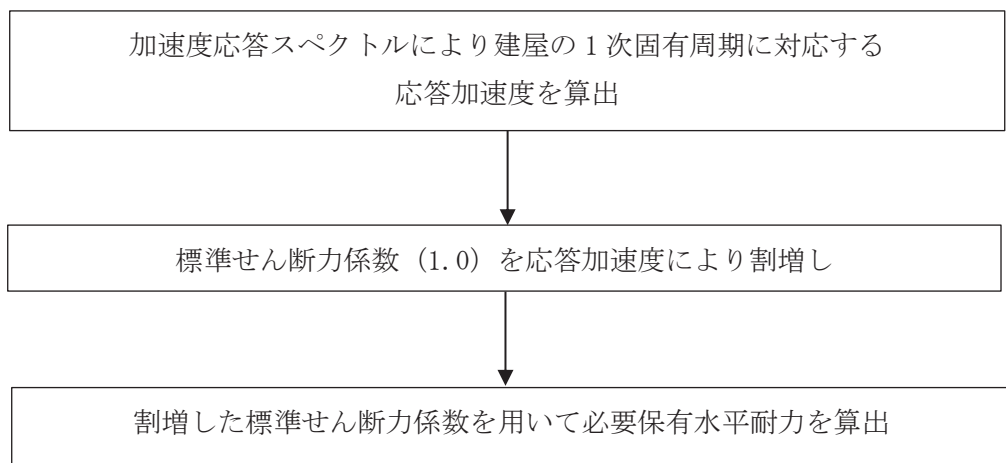 加速度応答スペクトルにより建屋の1次固有周期に対応する
応答加速度を算出
標準せん断力係数（1.0）を応答加速度により割増し
割増した標準せん断力係数を用いて必要保有水平耐力を算出